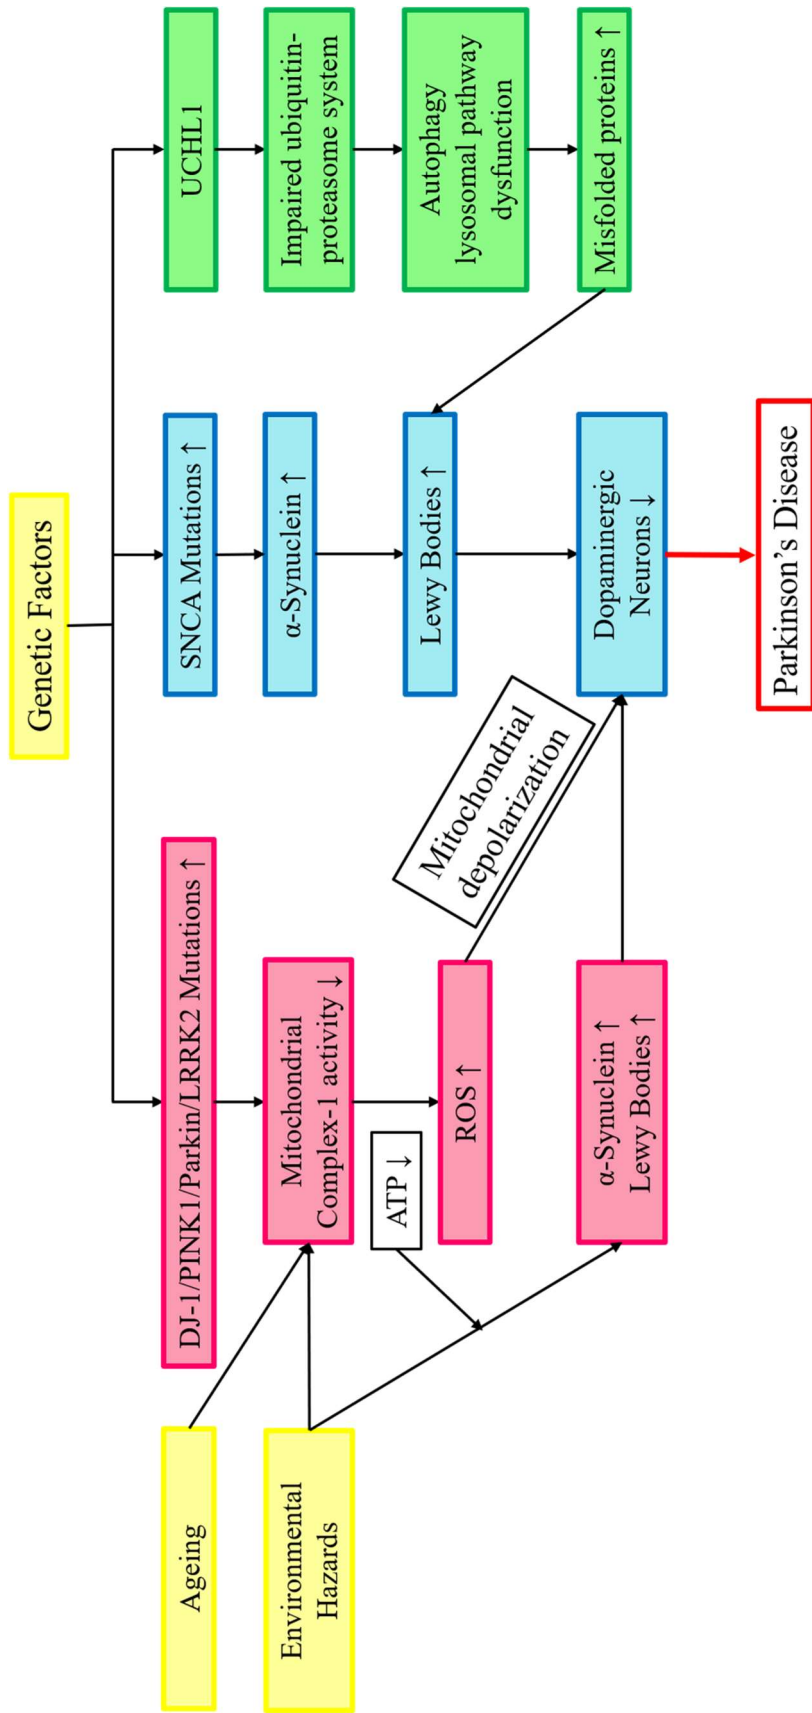 Genetic Factors
DJ-1/PINK1/Parkin/LRRK2 Mutations ↑
SNCA Mutations ↑
UCHL1
Ageing
Environmental
Hazards
Mitochondrial
Complex-1 activity ↓
α-Synuclein ↑
Impaired ubiquitin-
proteasome system
ATP ↓
ROS ↑
Mitochondrial
depolarization
Lewy Bodies ↑
Autophagy
lysosomal pathway
dysfunction
α-Synuclein ↑
Lewy Bodies ↑
Dopaminergic
Neurons ↓
Misfolded proteins ↑
Parkinson’s Disease